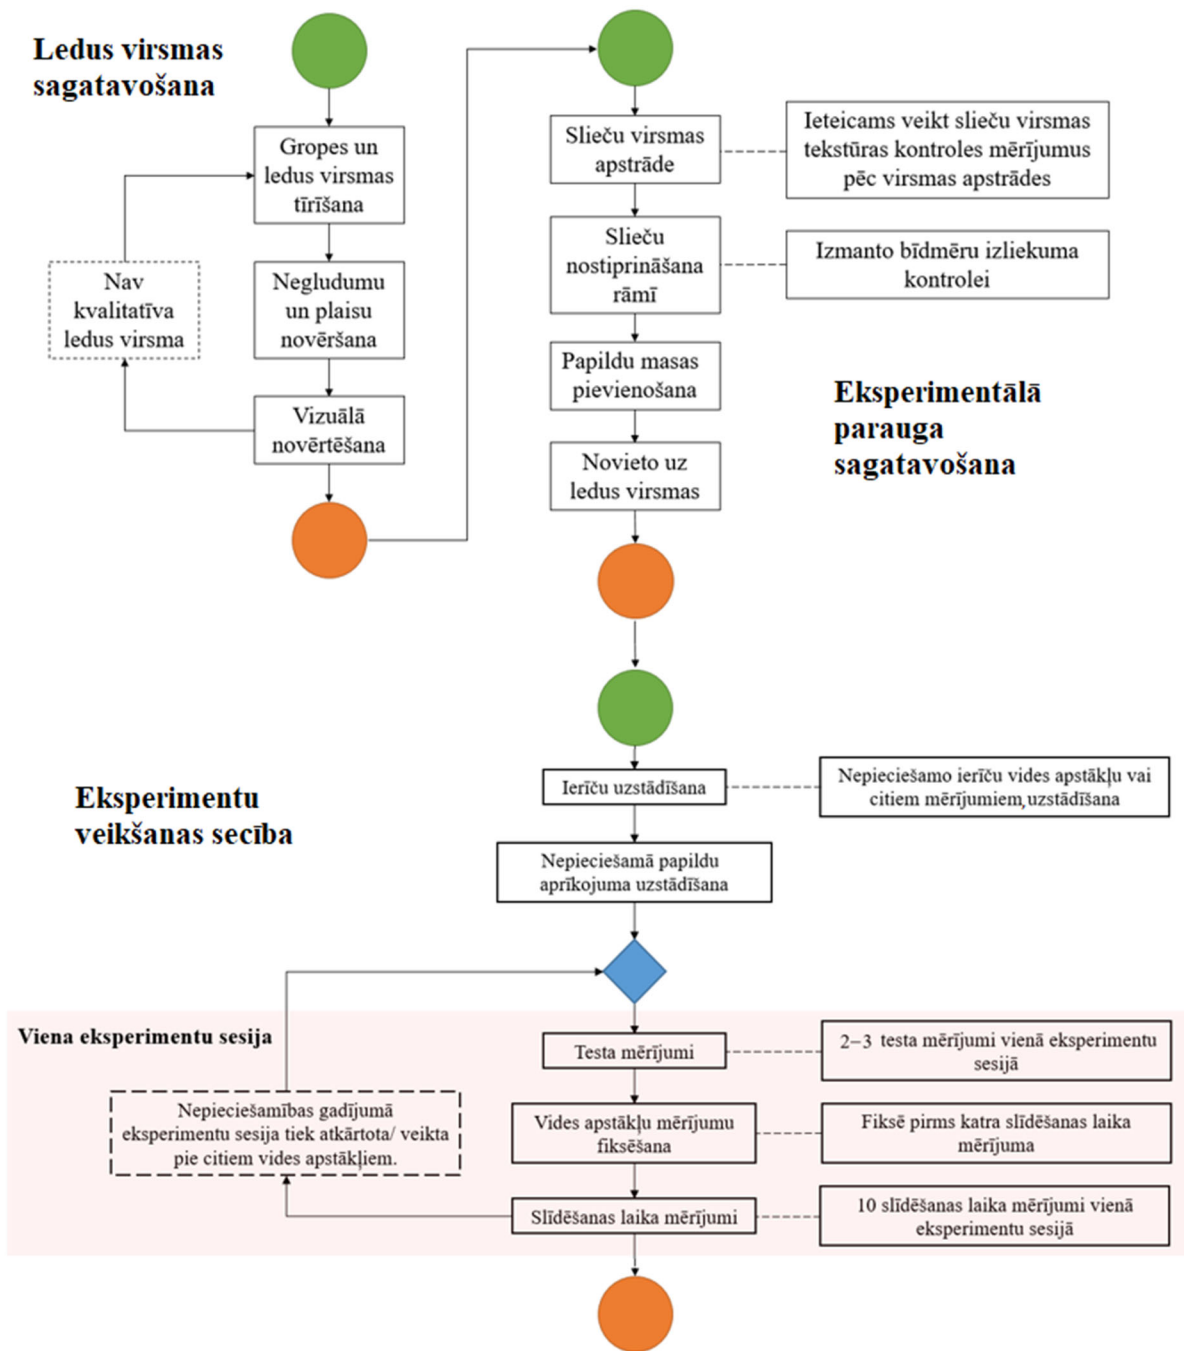 Ledus virsmas
sagatavošana
Gropes un
ledus virsmas
tīrīšana
Nav
kvalitatīva
ledus virsma
Negludumu
un plaisu
novēršana
Vizuālā
novērtēšana
Slieču virsmas
apstrāde
Ieteicams veikt slieču virsmas
tekstūras kontroles mērījumus
pēc virsmas apstrādes
Slieču
nostiprināšana
rāmī
Izmanto bīdmēru izliekuma
kontrolei
Papildu masas
pievienošana
Novieto uz
ledus virsmas
Eksperimentālā
parauga
sagatavošana
Eksperimentu
veikšanas secība
Ierīču uzstādīšana
Nepieciešamo ierīču vides apstākļu vai
citiem mērījumiem, uzstādīšana
Nepieciešamā papildu
aprīkojuma uzstādīšana
Viena eksperimentu sesija
Testa mērījumi
2–3 testa mērījumi vienā eksperimentu
sesijā
Nepieciešamības gadījumā
eksperimentu sesija tiek atkārtota/ veikta
pie citiem vides apstākļiem.
Vides apstākļu mērījumu
fiksēšana
Fiksē pirms katra slīdēšanas laika
mērījuma
Slīdēšanas laika mērījumi
10 slīdēšanas laika mērījumi vienā
eksperimentu sesijā